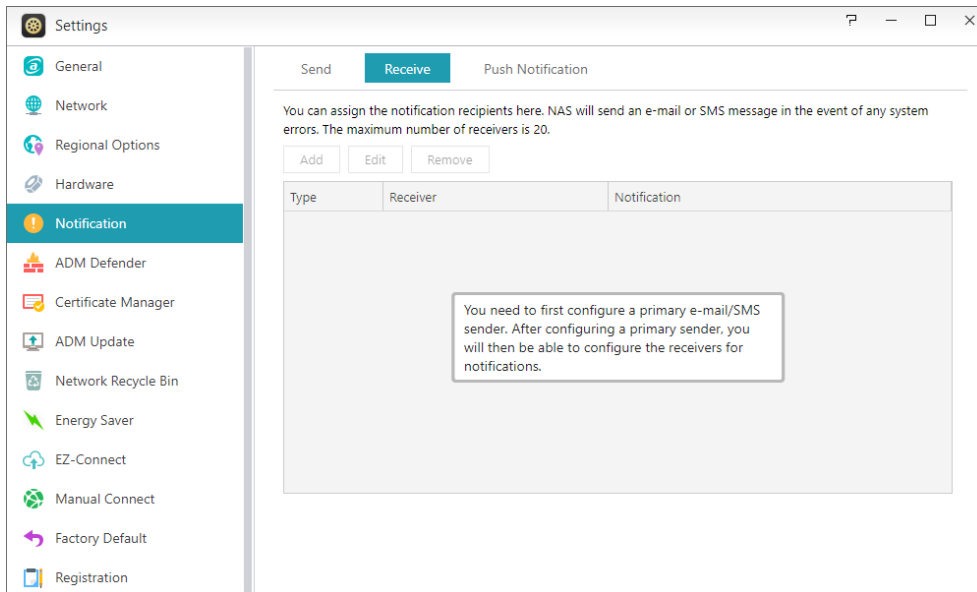 Settings
General
Network
Regional Options
Hardware
Notification
ADM Defender
Certificate Manager
ADM Update
Network Recycle Bin
Energy Saver
EZ-Connect
Manual Connect
Factory Default
Registration
Send Receive Push Notification
You can assign the notification recipients here. NAS will send an e-mail or SMS message in the event of any system
errors. The maximum number of receivers is 20.
Add Edit Remove
Type Receiver Notification
You need to first configure a primary e-mail/SMS
sender. After configuring a primary sender, you
will then be able to configure the receivers for
notifications.